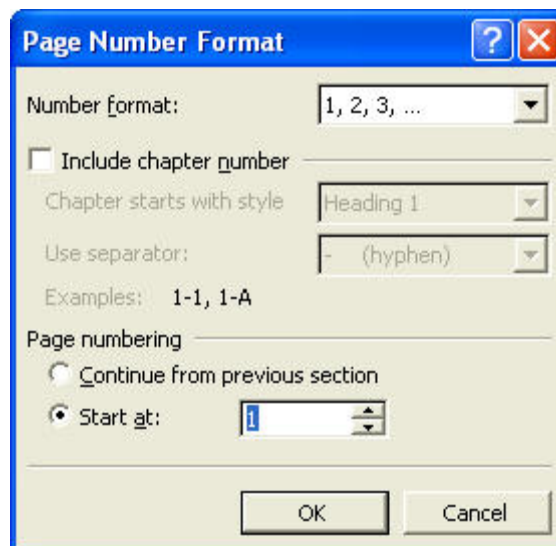 Page Number Format ?
Number format: 1, 2, 3, ...
Include chapter number
Chapter starts with style Heading 1
Use separator: - (hyphen)
Examples: 1-1, 1-A
Page numbering
Continue from previous section
Start at: 1
OK Cancel